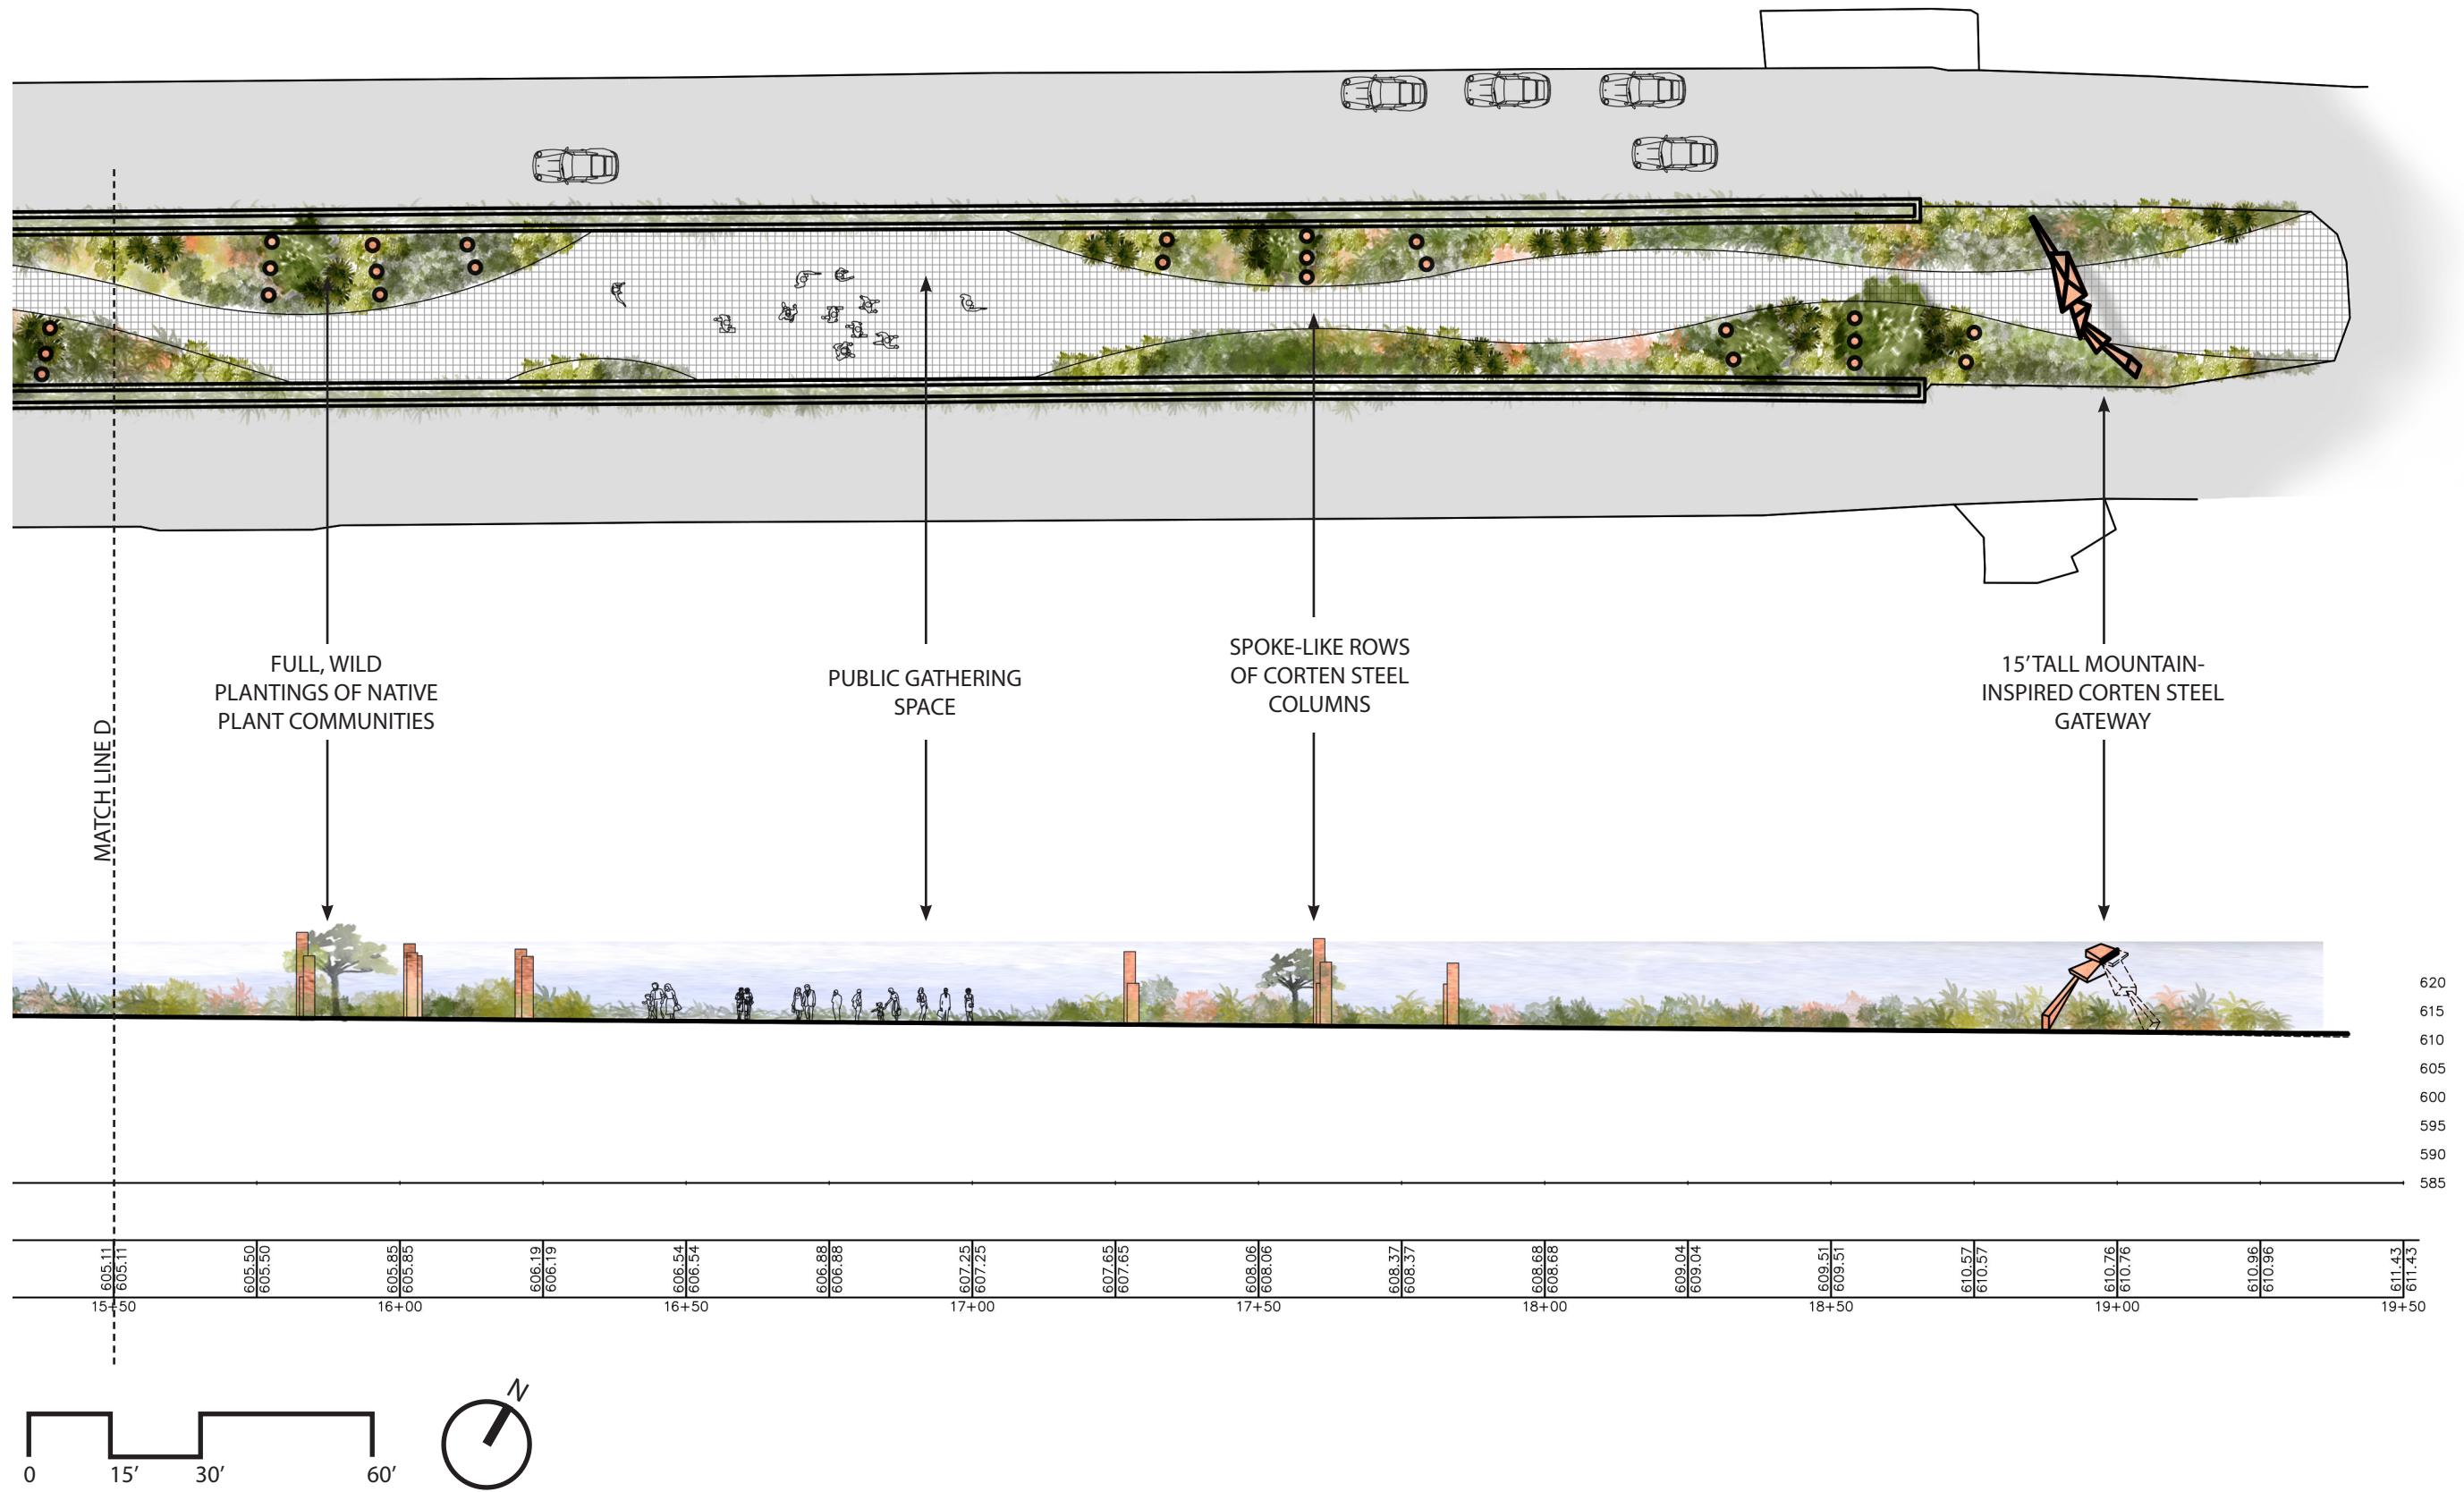 FULL, WILD
PLANTINGS OF NATIVE
PLANT COMMUNITIES
PUBLIC GATHERING
SPACE
SPOKE-LIKE ROWS
OF CORTEN STEEL
COLUMNS
15' TALL MOUNTAIN-
INSPIRED CORTEN STEEL
GATEWAY
MATCH LINE D
620
615
610
605
600
595
590
585
605.11 605.11
605.50 605.50
605.85 605.85
606.19 606.19
606.54 606.54
606.88 606.88
607.25 607.25
607.65 607.65
608.06 608.06
608.37 608.37
608.68 608.68
609.04 609.04
609.51 609.51
610.57 610.57
610.76 610.76
610.96 610.96
611.43 611.43
15+50 16+00 16+50 17+00 17+50 18+00 18+50 19+00 19+50
N
0 15' 30' 60'